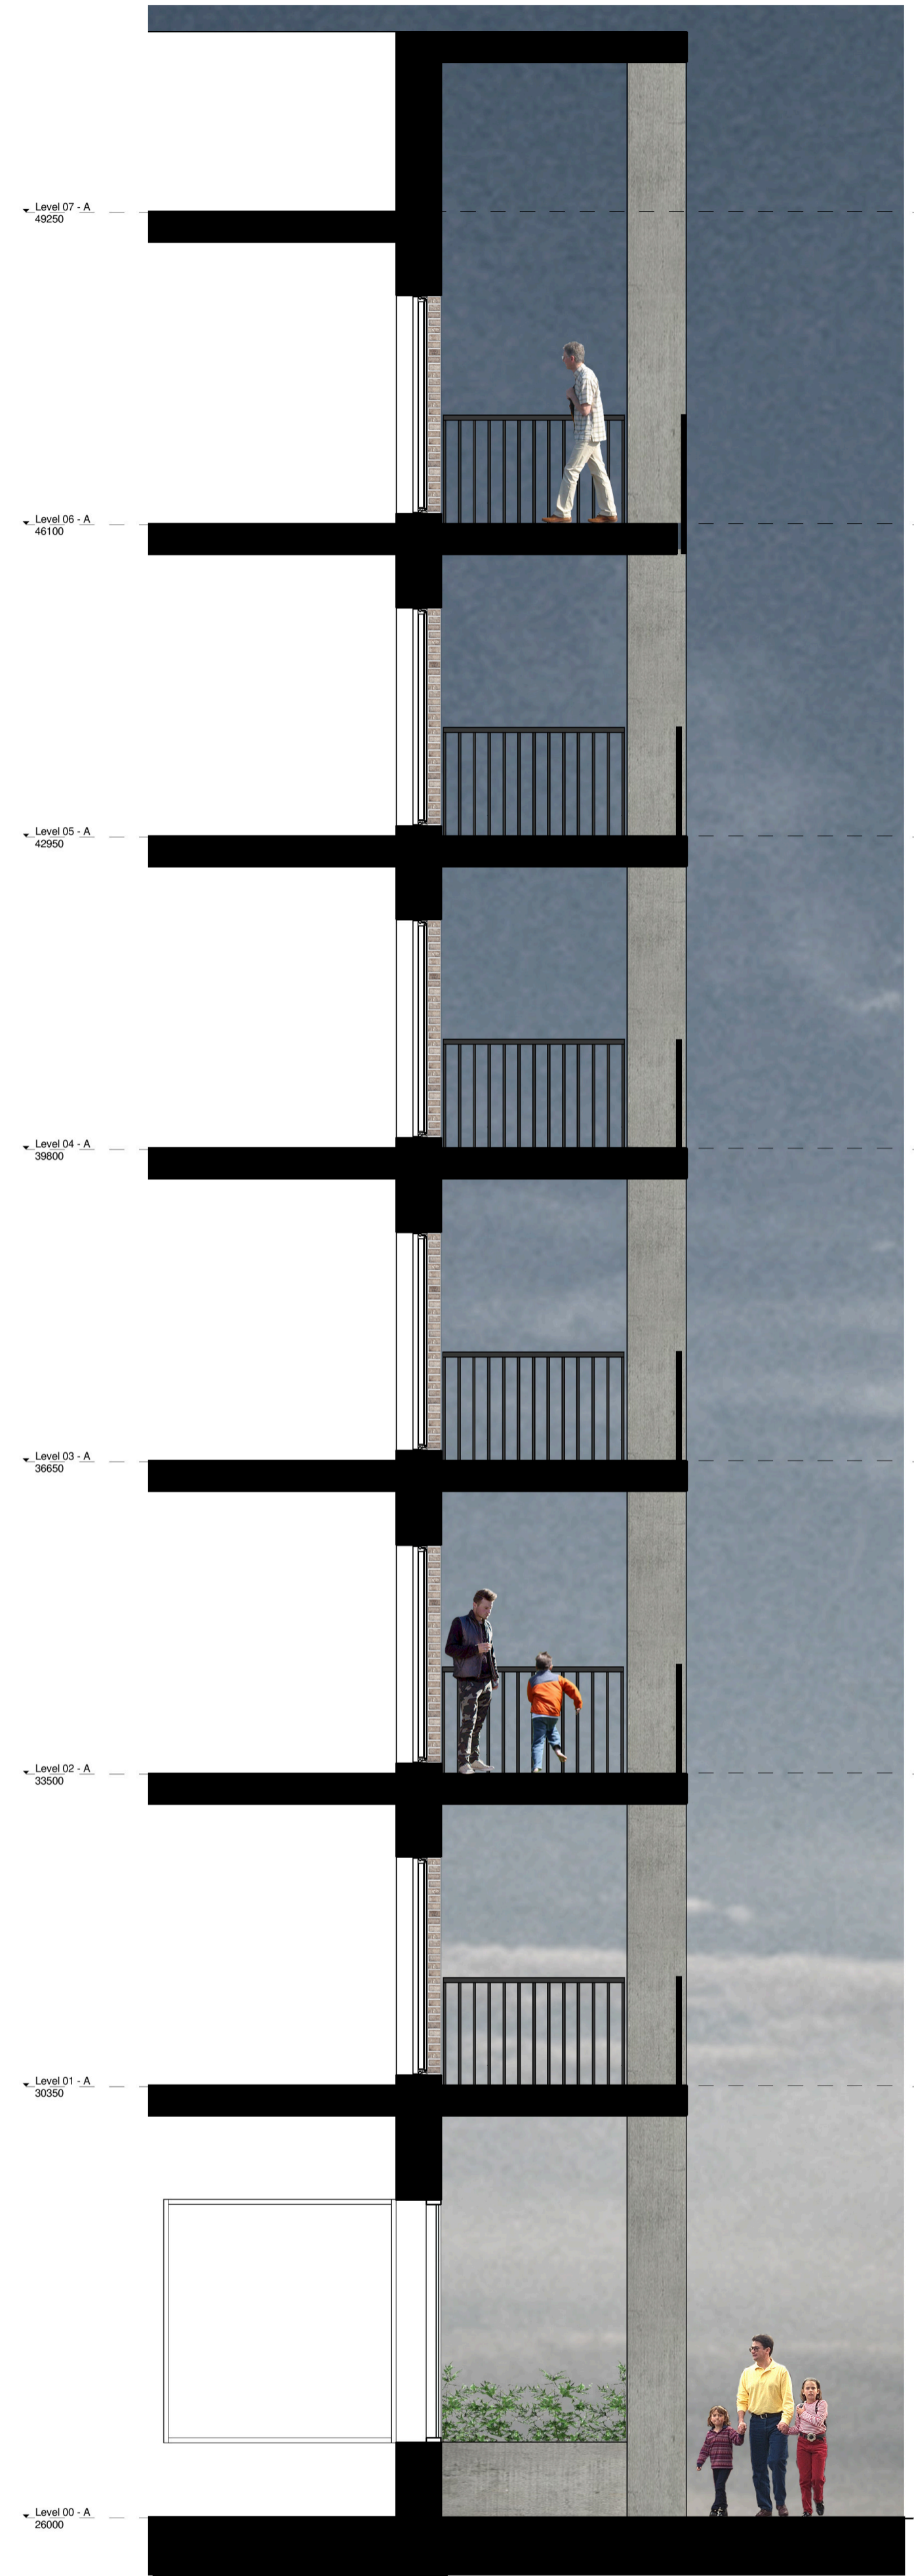 Level 07 - A
49250
Level 06 - A
46100
Level 05 - A
42950
Level 04 - A
39800
Level 03 - A
36650
Level 02 - A
33500
Level 01 - A
30350
Level 00 - A
26000